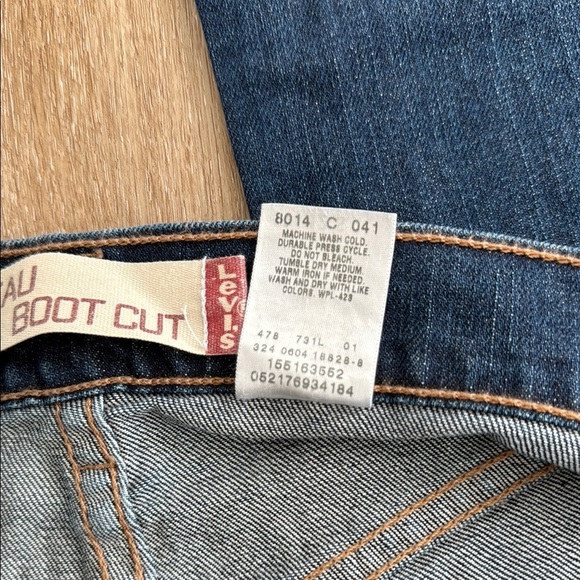 AU
BOOT CUT
Levi's®
8014 C 041
MACHINE WASH COLD.
DURABLE PRESS CYCLE.
DO NOT BLEACH.
TUMBLE DRY MEDIUM.
WARM IRON IF NEEDED.
WASH AND DRY WITH LIKE
COLORS. WPL-423
478 731L 01
324 0604 18828-8
155163552
052176934184